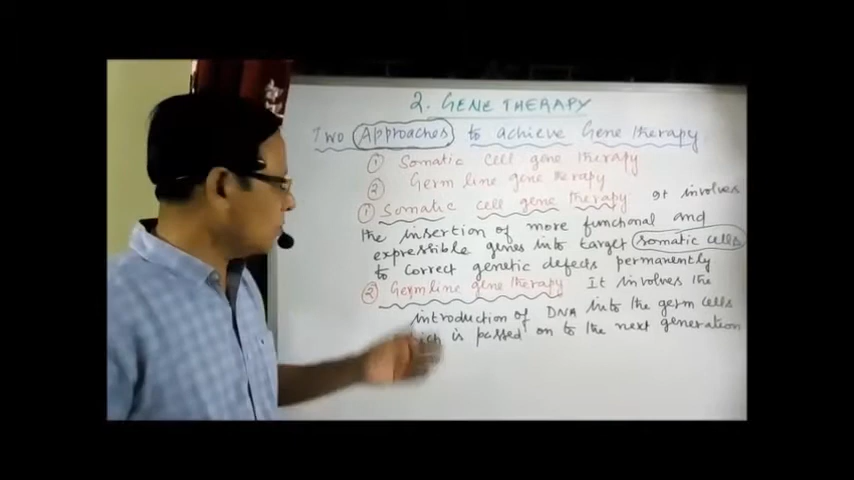 2. GENE THERAPY
Two Approaches to achieve Gene therapy
1 Somatic cell gene therapy
2 Germ line gene therapy
1 Somatic cell gene therapy It involves
the insertion of more functional and
expressible genes into target somatic cells
to correct genetic defects permanently
2 Germline gene therapy It involves the
introduction of DNA into the germ cells
is passed on to the next generation